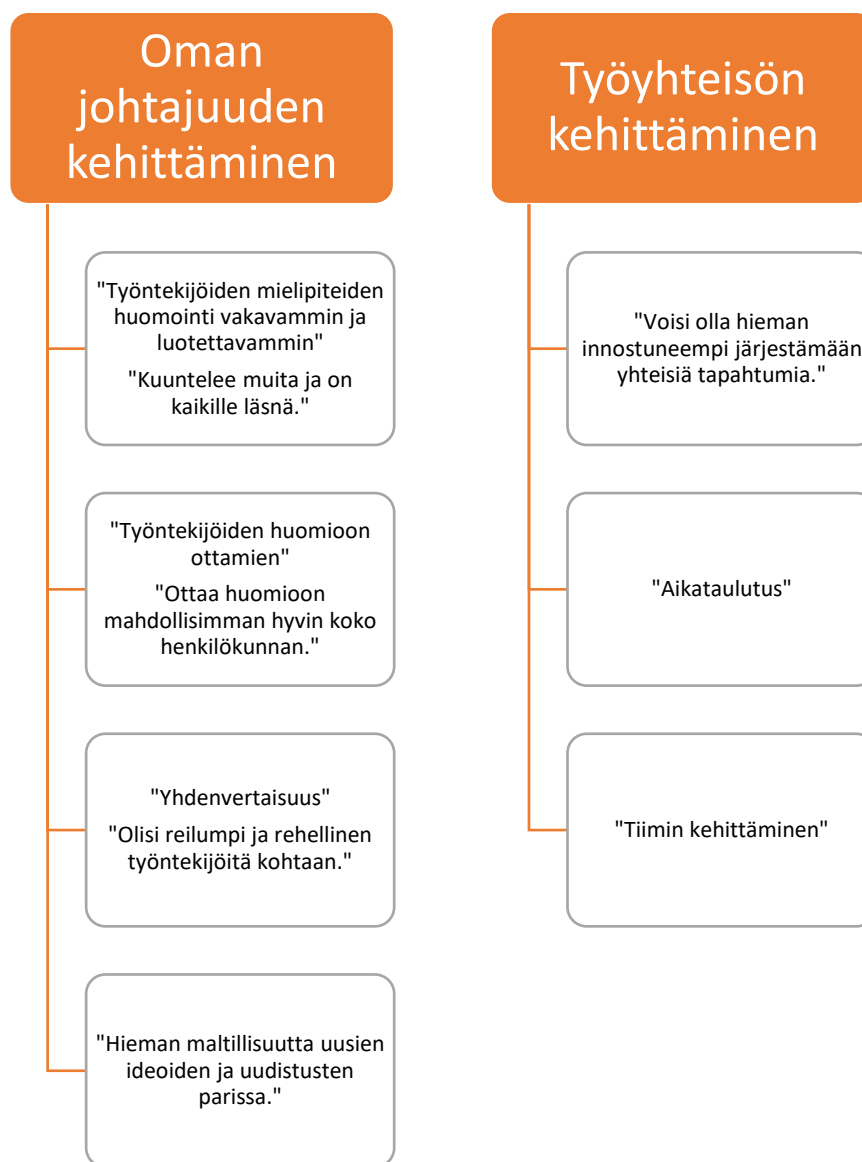 Oman
johtajuuden
kehittäminen
"Työntekijöiden mielipiteiden
huomointi vakavammin ja
luotettavammin"
"Kuuntelee muita ja on
kaikille läsnä."
"Työntekijöiden huomioon
ottamien"
"Ottaa huomioon
mahdollisimman hyvin koko
henkilökunnan."
"Yhdenvertaisuus"
"Olisi reilumpi ja rehellinen
työntekijöitä kohtaan."
"Hieman maltillisuutta uusien
ideoiden ja uudistusten
parissa."
Työyhteisön
kehittäminen
"Voisi olla hieman
innostuneempi järjestämään
yhteisiä tapahtumia."
"Aikataulutus"
"Tiimin kehittäminen"